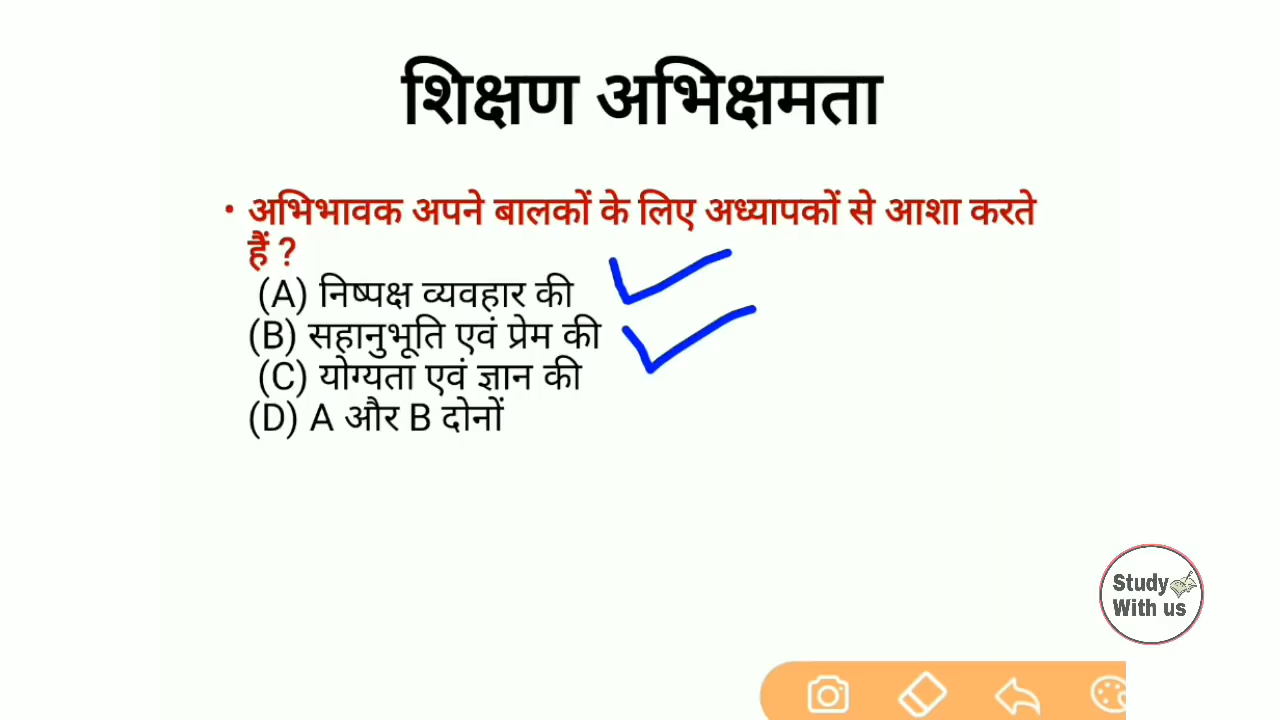 शिक्षण अभिक्षमता
• अभिभावक अपने बालकों के लिए अध्यापकों से आशा करते
हैं ?
(A) निष्पक्ष व्यवहार की
(B) सहानुभूति एवं प्रेम की
(C) योग्यता एवं ज्ञान की
(D) A और B दोनों
Study
With us